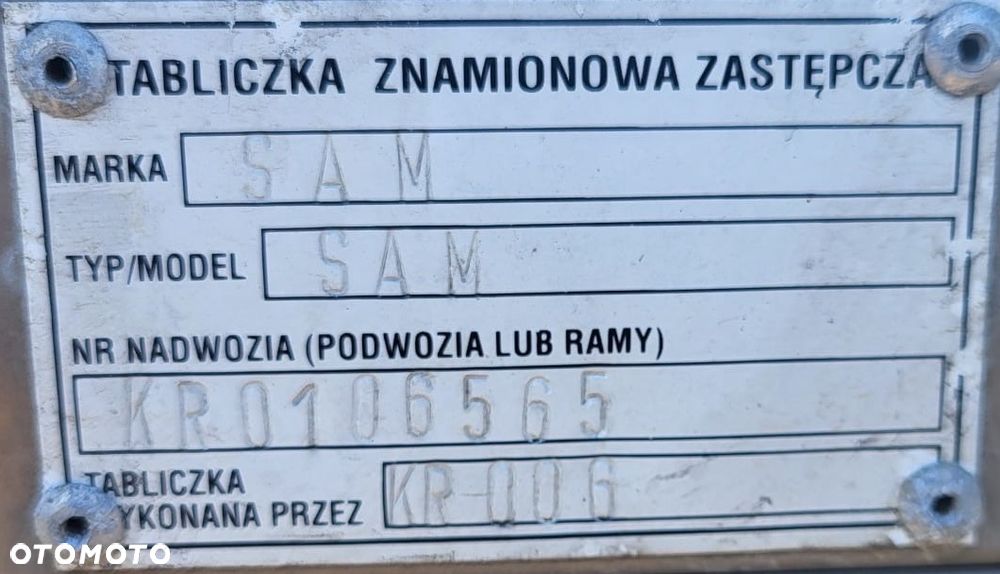 TABLICZKA ZNAMIONOWA ZASTĘPCZA
MARKA SAM
TYP/MODEL SAM
NR NADWOZIA (PODWOZIA LUB RAMY)
KR0106565
TABLICZKA
WYKONANA PRZEZ KR-006
OTOMOTO